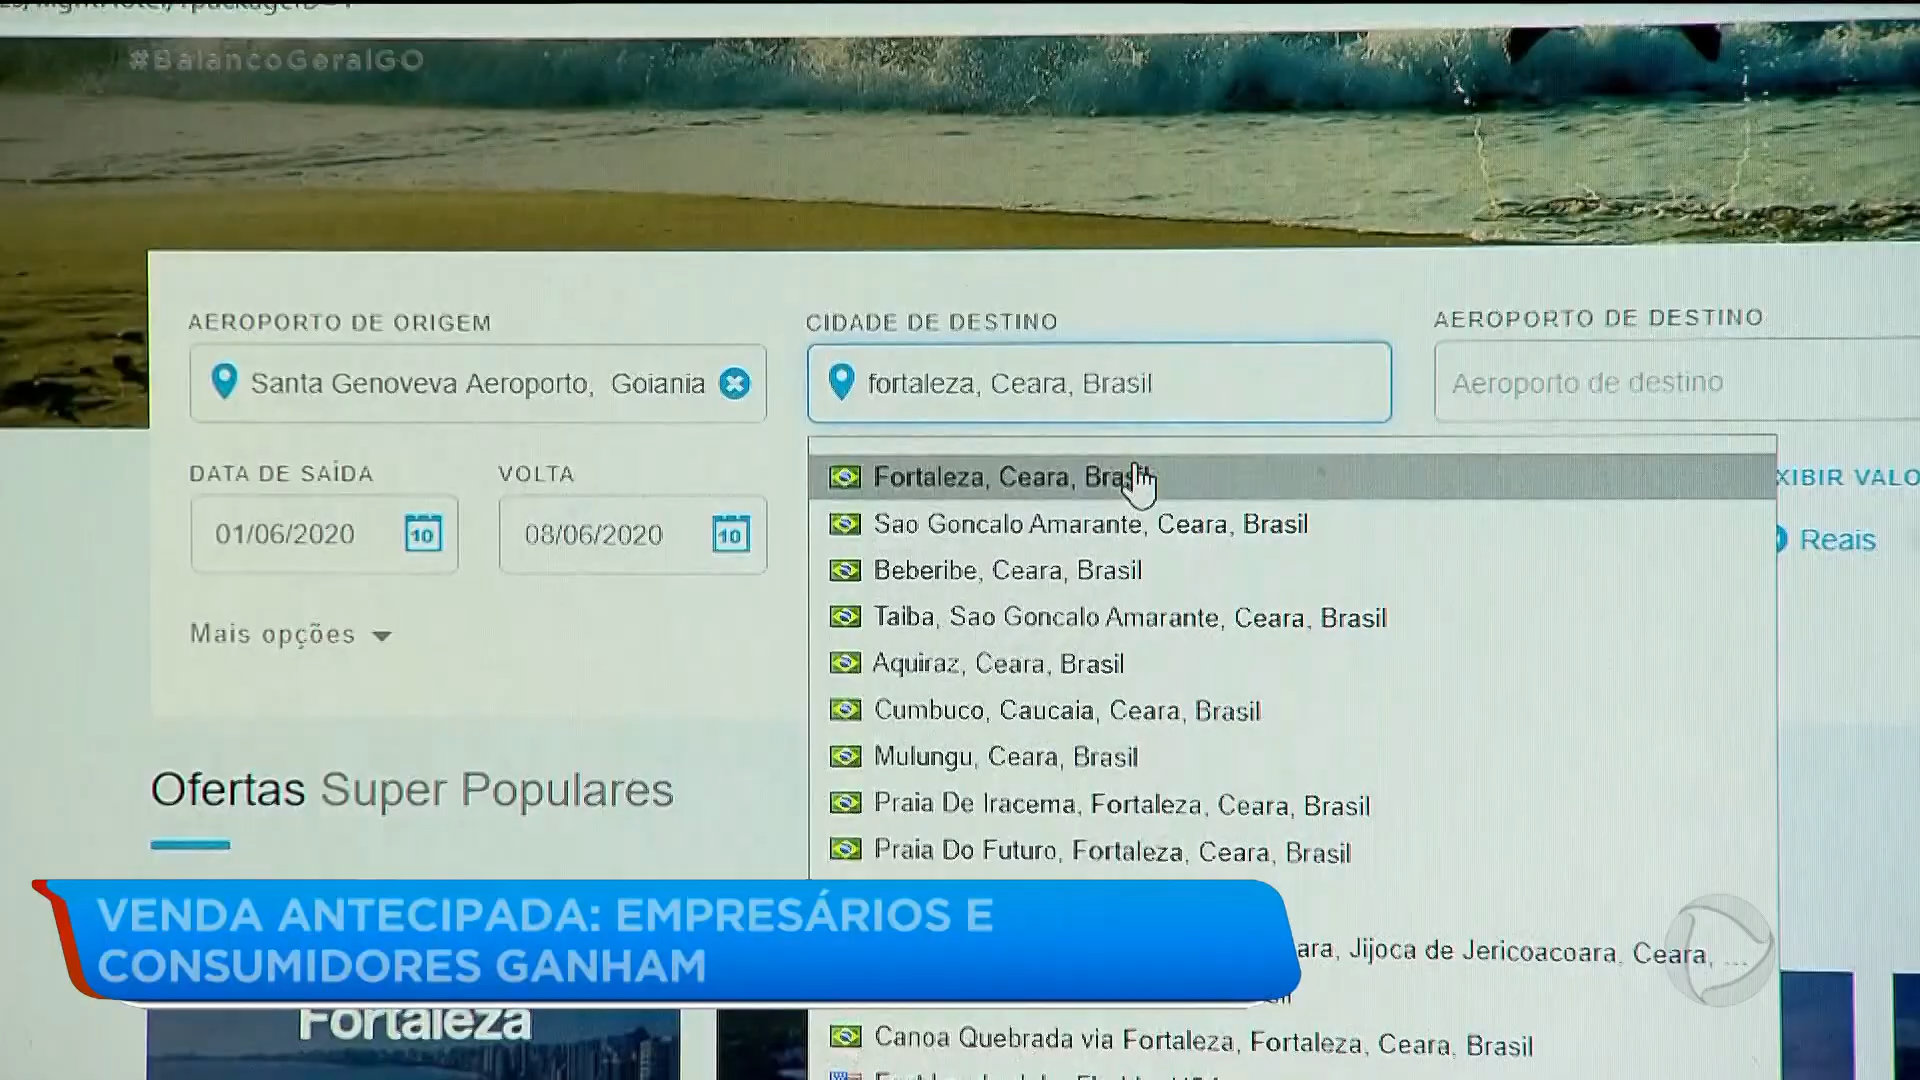 #BalancoGeralGO
AEROPORTO DE ORIGEM
Santa Genoveva Aeroporto, Goiania
CIDADE DE DESTINO
fortaleza, Ceara, Brasil
AEROPORTO DE DESTINO
Aeroporto de destino
DATA DE SAÍDA
01/06/2020
10
VOLTA
08/06/2020
10
XIBIR VALO
Reais
Mais opções
Fortaleza, Ceara, Brasil
Sao Goncalo Amarante, Ceara, Brasil
Beberibe, Ceara, Brasil
Taiba, Sao Goncalo Amarante, Ceara, Brasil
Aquiraz, Ceara, Brasil
Cumbuco, Caucaia, Ceara, Brasil
Mulungu, Ceara, Brasil
Praia De Iracema, Fortaleza, Ceara, Brasil
Praia Do Futuro, Fortaleza, Ceara, Brasil
ara, Jijoca de Jericoacoara, Ceara, ...
Canoa Quebrada via Fortaleza, Fortaleza, Ceara, Brasil
Ofertas Super Populares
VENDA ANTECIPADA: EMPRESÁRIOS E
CONSUMIDORES GANHAM
Fortaleza